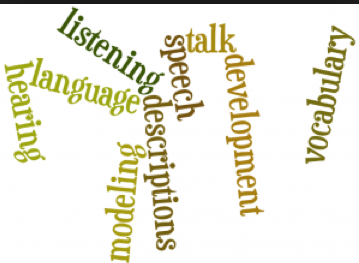 listening
talk
speech
language
hearing
development
vocabulary
descriptions
modeling